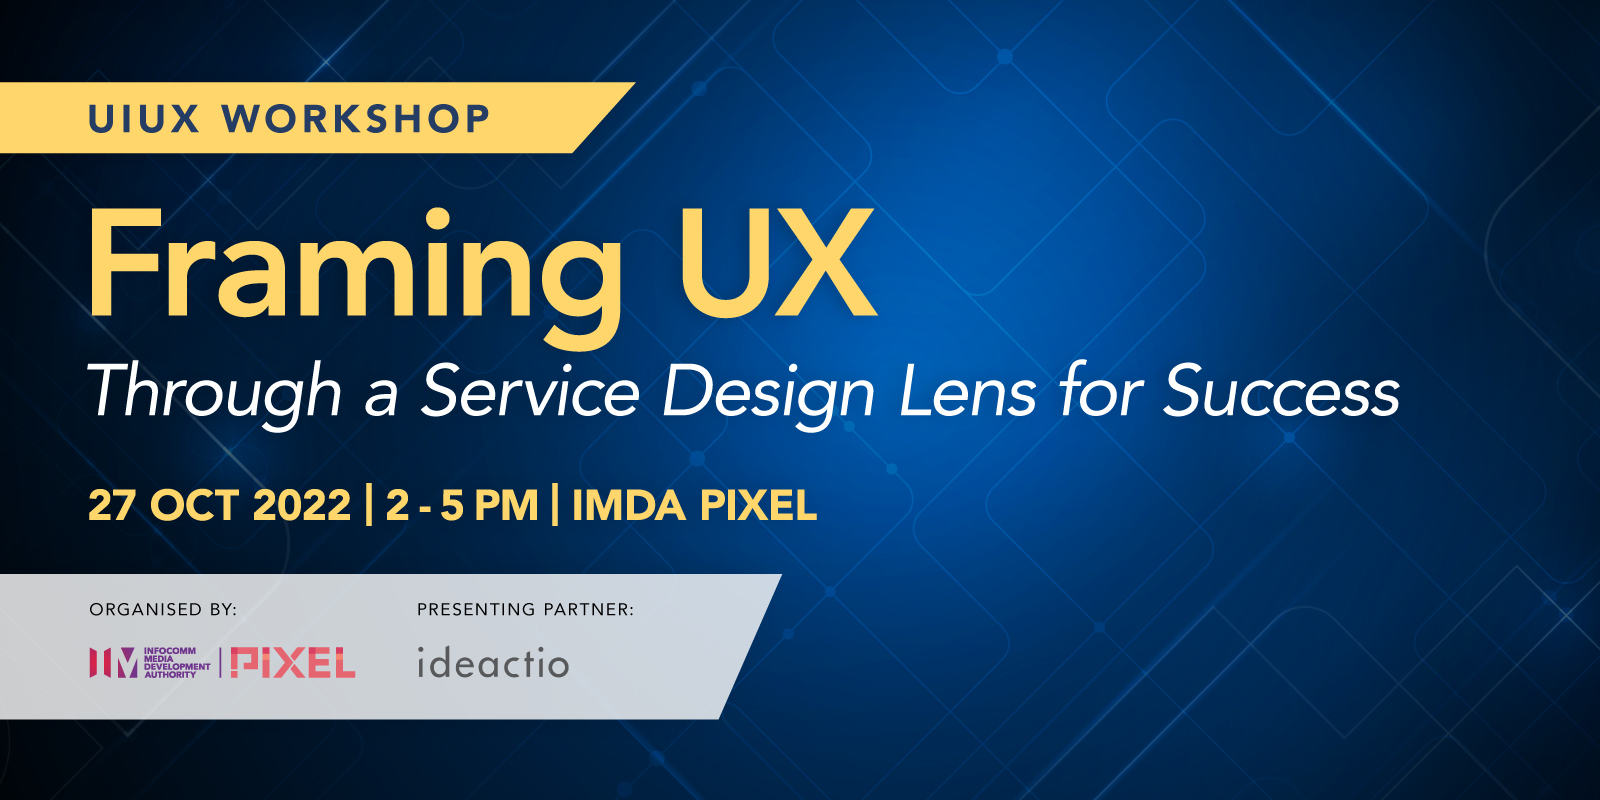 UIUX WORKSHOP
Framing UX
Through a Service Design Lens for Success
27 OCT 2022 | 2 - 5 PM | IMDA PIXEL
ORGANISED BY:
INFOCOMM
MEDIA
DEVELOPMENT
AUTHORITY
PIXEL
PRESENTING PARTNER:
ideactio